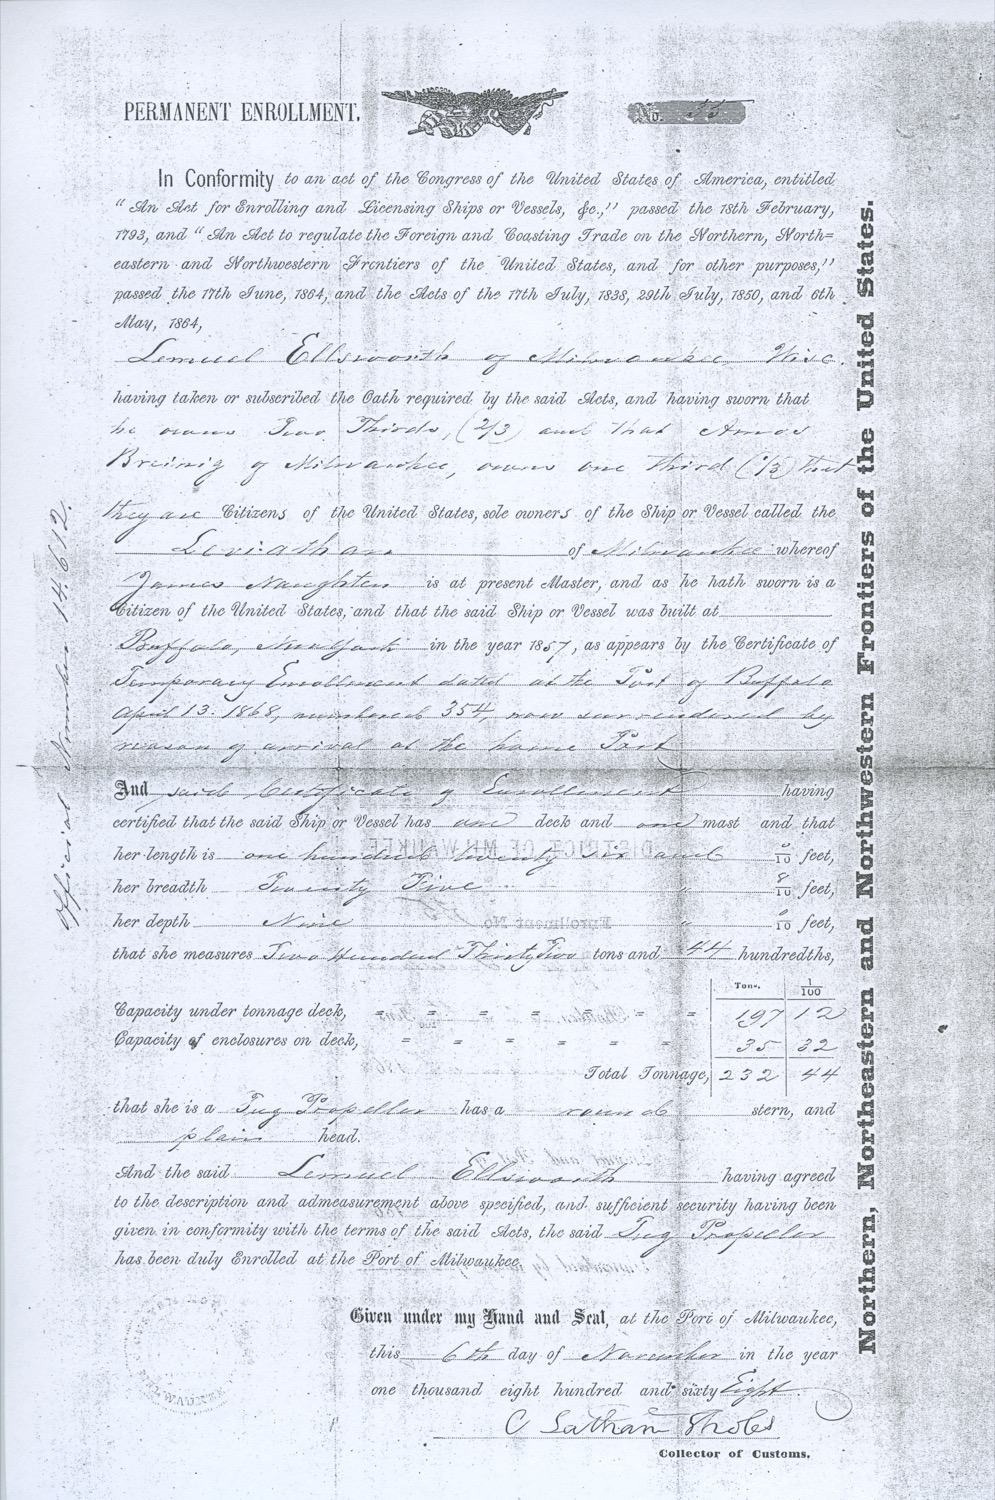 PERMANENT ENROLLMENT.
No. 55
In Conformity to an act of the Congress of the United States of America, entitled
"An Act for Enrolling and Licensing Ships or Vessels, &c.," passed the 18th February,
1793, and "An Act to regulate the Foreign and Coasting Trade on the Northern, North=
eastern and Northwestern Frontiers of the United States, and for other purposes,"
passed the 17th June, 1864, and the Acts of the 17th July, 1838, 29th July, 1850, and 6th
May, 1864,
Lemuel Ellsworth of Milwaukee Wisc.
having taken or subscribed the Oath required by the said Acts, and having sworn that
he owns Two Thirds, (2/3) and that Amos
Breinig of Milwaukee, owns one third (1/3) that
they are Citizens of the United States, sole owners of the Ship or Vessel called the
Leviathan of Milwaukee whereof
James Naughten is at present Master, and as he hath sworn is a
Citizen of the United States, and that the said Ship or Vessel was built at
Buffalo, New York in the year 1857, as appears by the Certificate of
Temporary Enrollment dated at the Port of Buffalo
April 13. 1868, numbered 354, now surrendered by
reason of arrival at the home Port
And said Certificate of Enrollment having
certified that the said Ship or Vessel has one deck and one mast and that
her length is one hundred twenty six and 0/10 feet,
her breadth Twenty Five " 8/10 feet,
her depth Nine " 0/10 feet,
that she measures Two Hundred Thirty Two tons and 44 hundredths,
Tons. 1/100
Capacity under tonnage deck, = = = = = = = 197 12
Capacity of enclosures on deck, = = = = = = 35 32
Total Tonnage, 232 44
that she is a Tug Propeller has a round stern, and
plain head.
And the said Lemuel Ellsworth having agreed
to the description and admeasurement above specified, and sufficient security having been
given in conformity with the terms of the said Acts, the said Tug Propeller
has been duly Enrolled at the Port of Milwaukee.
Given under my Hand and Seal, at the Port of Milwaukee,
this 6th day of November in the year
one thousand eight hundred and sixty Eight.
C Latham Sholes
Collector of Customs.
Official Number 14.612.
Northern, Northeastern and Northwestern Frontiers of the United States.
DISTRICT OF MILWAUKEE
Enrollment No.